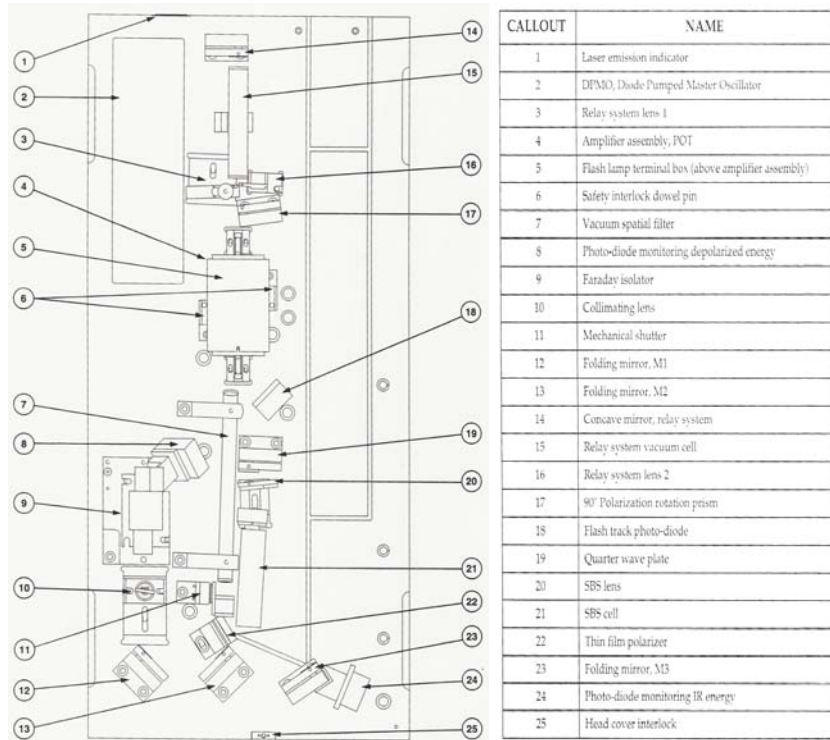 1
2
3
4
5
6
7
8
9
10
11
12
13
14
15
16
17
18
19
20
21
22
23
24
25
CALLOUT NAME
1 Laser emission indicator
2 DPMO, Diode Pumped Master Oscillator
3 Relay system lens 1
4 Amplifier assembly, POT
5 Flash lamp terminal box (above amplifier assembly)
6 Safety interlock dowel pin
7 Vacuum spatial filter
8 Photo-diode monitoring depolarized energy
9 Faraday isolator
10 Collimating lens
11 Mechanical shutter
12 Folding mirror, M1
13 Folding mirror, M2
14 Concave mirror, relay system
15 Relay system vacuum cell
16 Relay system lens 2
17 90° Polarization rotation prism
18 Flash track photo-diode
19 Quarter wave plate
20 SBS lens
21 SBS cell
22 Thin film polarizer
23 Folding mirror, M3
24 Photo-diode monitoring IR energy
25 Head cover interlock